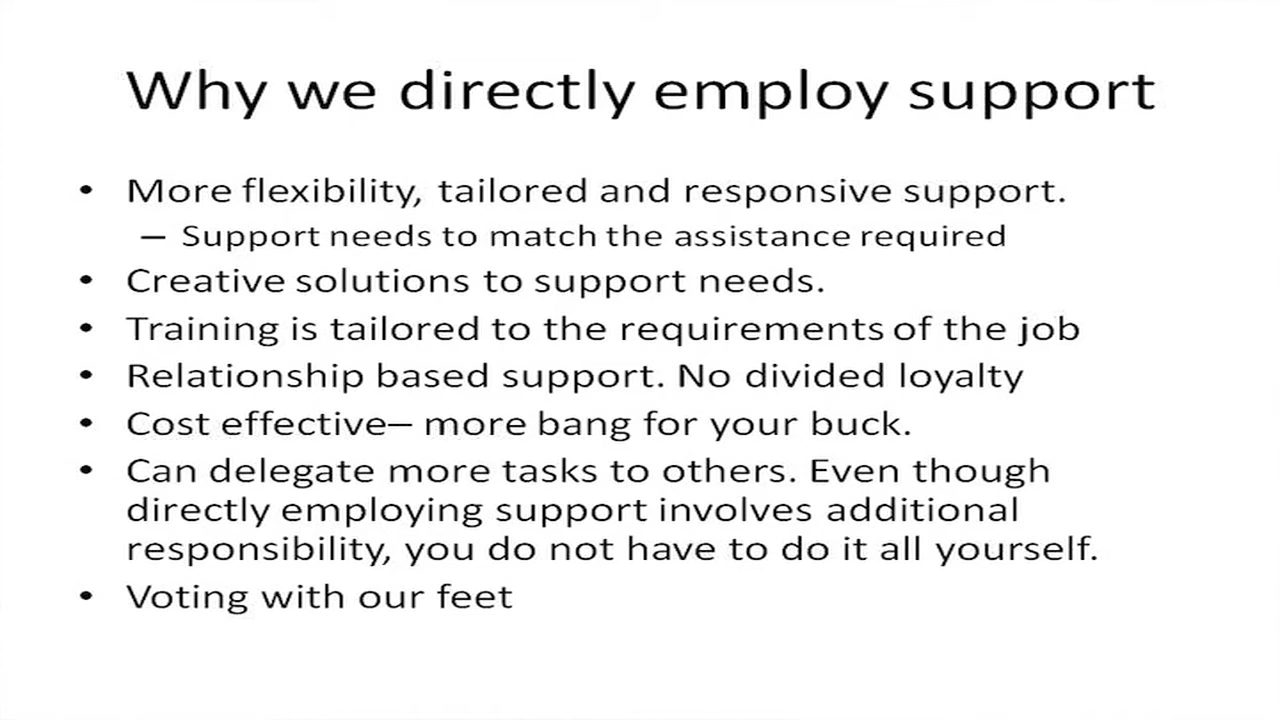 Why we directly employ support
• More flexibility, tailored and responsive support.
– Support needs to match the assistance required
• Creative solutions to support needs.
• Training is tailored to the requirements of the job
• Relationship based support. No divided loyalty
• Cost effective– more bang for your buck.
• Can delegate more tasks to others. Even though
directly employing support involves additional
responsibility, you do not have to do it all yourself.
• Voting with our feet